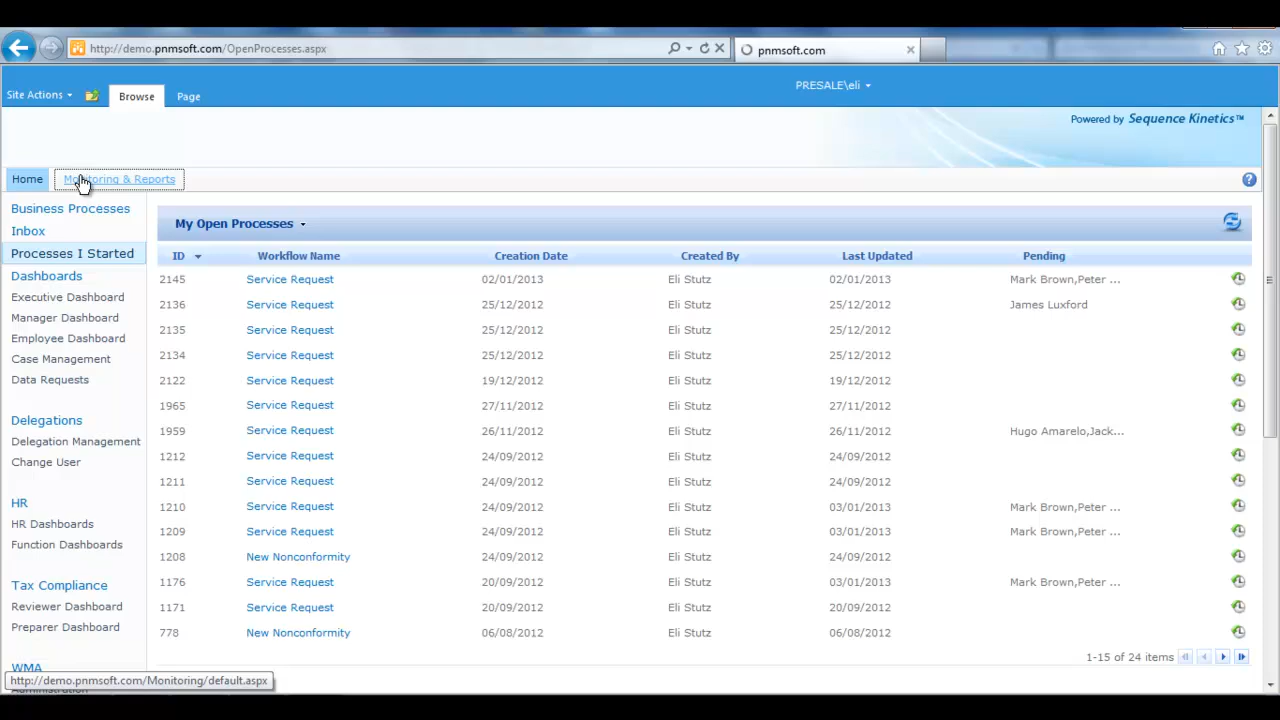 http://demo.pnmsoft.com/OpenProcesses.aspx
pnmsoft.com
Site Actions
Browse
Page
PRESALE\eli
Powered by Sequence Kinetics™
Home
Monitoring & Reports
Business Processes
Inbox
Processes I Started
Dashboards
Executive Dashboard
Manager Dashboard
Employee Dashboard
Case Management
Data Requests
Delegations
Delegation Management
Change User
HR
HR Dashboards
Function Dashboards
Tax Compliance
Reviewer Dashboard
Preparer Dashboard
WMA
My Open Processes
ID Workflow Name Creation Date Created By Last Updated Pending
2145 Service Request 02/01/2013 Eli Stutz 02/01/2013 Mark Brown,Peter ...
2136 Service Request 25/12/2012 Eli Stutz 25/12/2012 James Luxford
2135 Service Request 25/12/2012 Eli Stutz 25/12/2012
2134 Service Request 25/12/2012 Eli Stutz 25/12/2012
2122 Service Request 19/12/2012 Eli Stutz 19/12/2012
1965 Service Request 27/11/2012 Eli Stutz 27/11/2012
1959 Service Request 26/11/2012 Eli Stutz 26/11/2012 Hugo Amarelo,Jack...
1212 Service Request 24/09/2012 Eli Stutz 24/09/2012
1211 Service Request 24/09/2012 Eli Stutz 24/09/2012
1210 Service Request 24/09/2012 Eli Stutz 03/01/2013 Mark Brown,Peter ...
1209 Service Request 24/09/2012 Eli Stutz 03/01/2013 Mark Brown,Peter ...
1208 New Nonconformity 24/09/2012 Eli Stutz 24/09/2012
1176 Service Request 20/09/2012 Eli Stutz 03/01/2013 Mark Brown,Peter ...
1171 Service Request 20/09/2012 Eli Stutz 20/09/2012
778 New Nonconformity 06/08/2012 Eli Stutz 06/08/2012
1-15 of 24 items
http://demo.pnmsoft.com/Monitoring/default.aspx